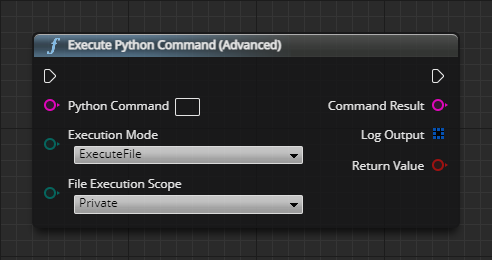 Execute Python Command (Advanced)
Python Command
Command Result
Execution Mode
Log Output
ExecuteFile
Return Value
File Execution Scope
Private